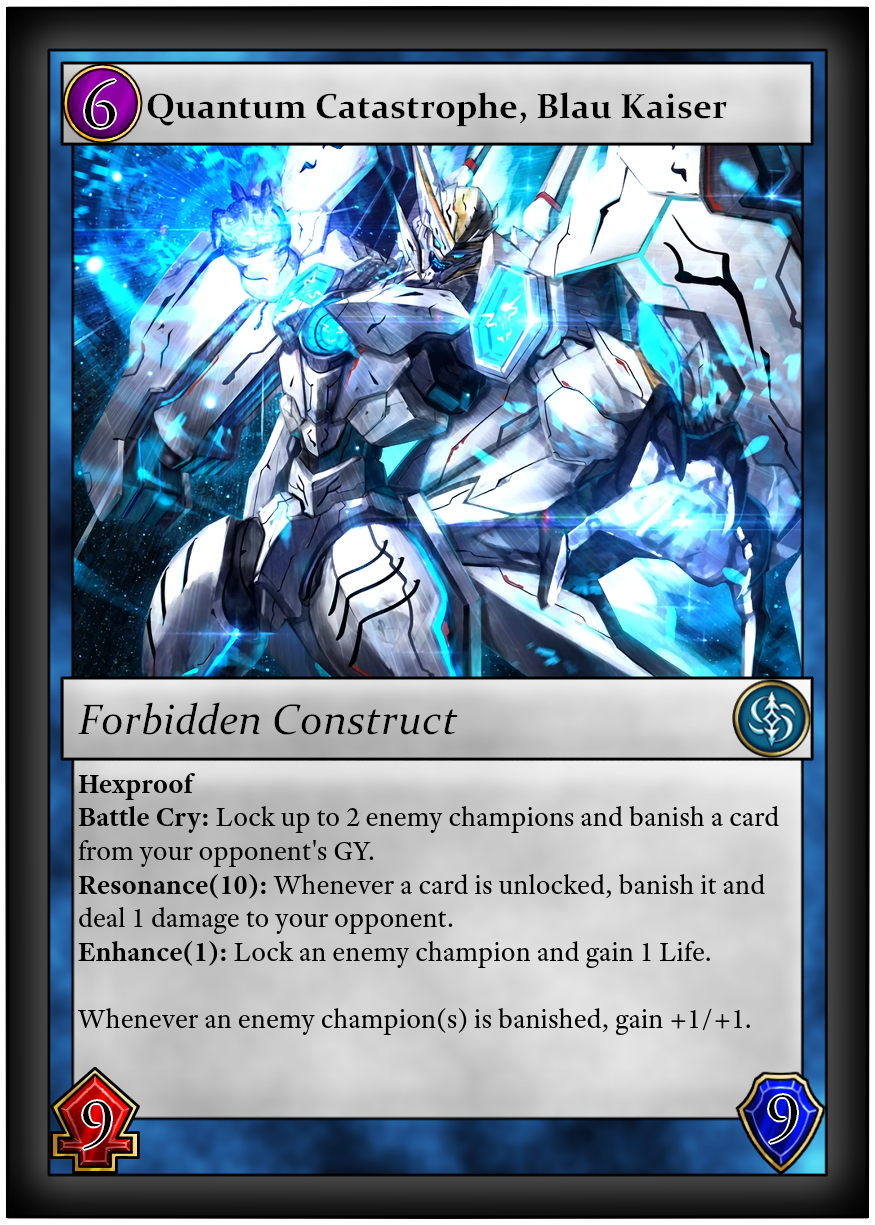 6 Quantum Catastrophe, Blau Kaiser
Forbidden Construct
Hexproof
Battle Cry: Lock up to 2 enemy champions and banish a card
from your opponent's GY.
Resonance(10): Whenever a card is unlocked, banish it and
deal 1 damage to your opponent.
Enhance(1): Lock an enemy champion and gain 1 Life.
Whenever an enemy champion(s) is banished, gain +1/+1.
9 9